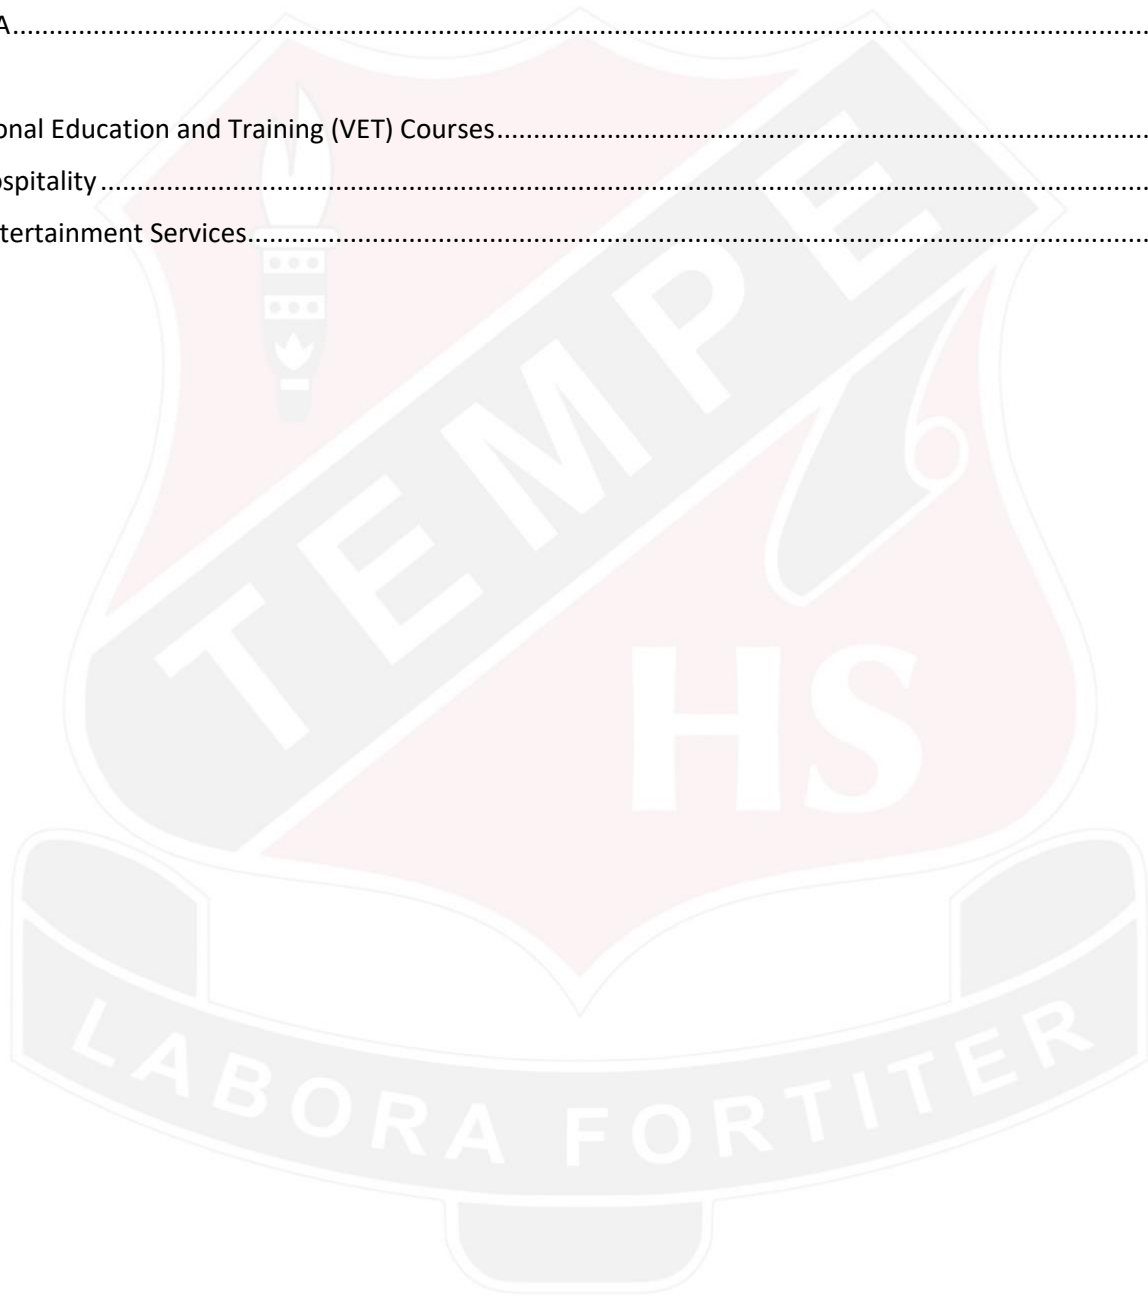 A..........................................................................................................................................................
onal Education and Training (VET) Courses.........................................................................................
ospitality..............................................................................................................................................
tertainment Services..........................................................................................................................
TEMPE
HS
LABORA FORTITER